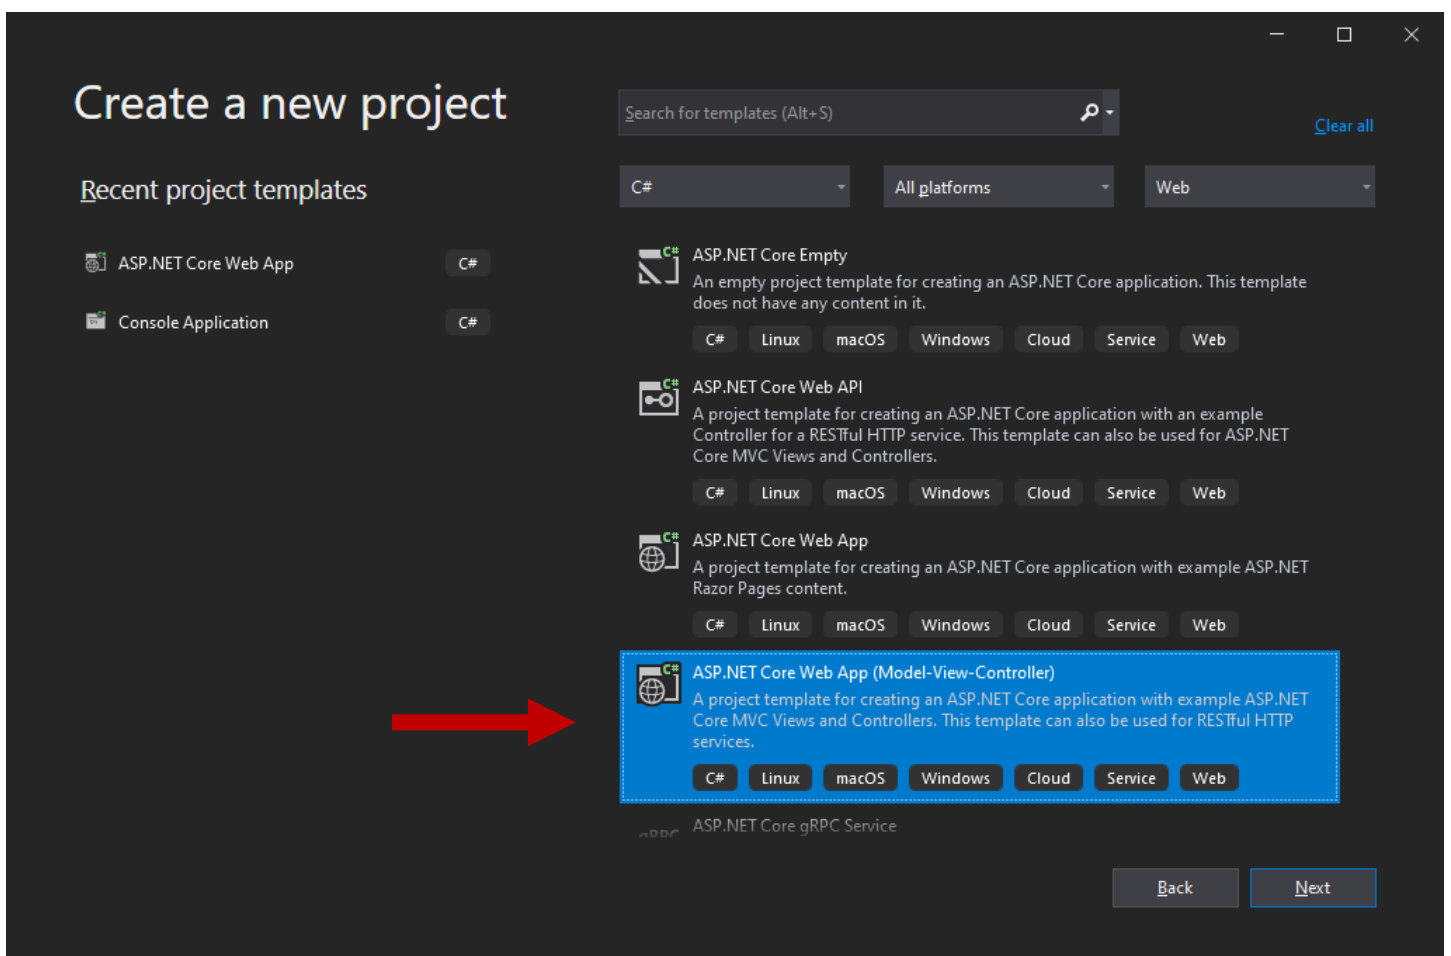 Create a new project
Search for templates (Alt+S)
Clear all
Recent project templates
C#
All platforms
Web
ASP.NET Core Web App
C#
Console Application
C#
C#
ASP.NET Core Empty
An empty project template for creating an ASP.NET Core application. This template
does not have any content in it.
C# Linux macOS Windows Cloud Service Web
C#
ASP.NET Core Web API
A project template for creating an ASP.NET Core application with an example
Controller for a RESTful HTTP service. This template can also be used for ASP.NET
Core MVC Views and Controllers.
C# Linux macOS Windows Cloud Service Web
C#
ASP.NET Core Web App
A project template for creating an ASP.NET Core application with example ASP.NET
Razor Pages content.
C# Linux macOS Windows Cloud Service Web
C#
ASP.NET Core Web App (Model-View-Controller)
A project template for creating an ASP.NET Core application with example ASP.NET
Core MVC Views and Controllers. This template can also be used for RESTful HTTP
services.
C# Linux macOS Windows Cloud Service Web
gRPC
ASP.NET Core gRPC Service
Back
Next